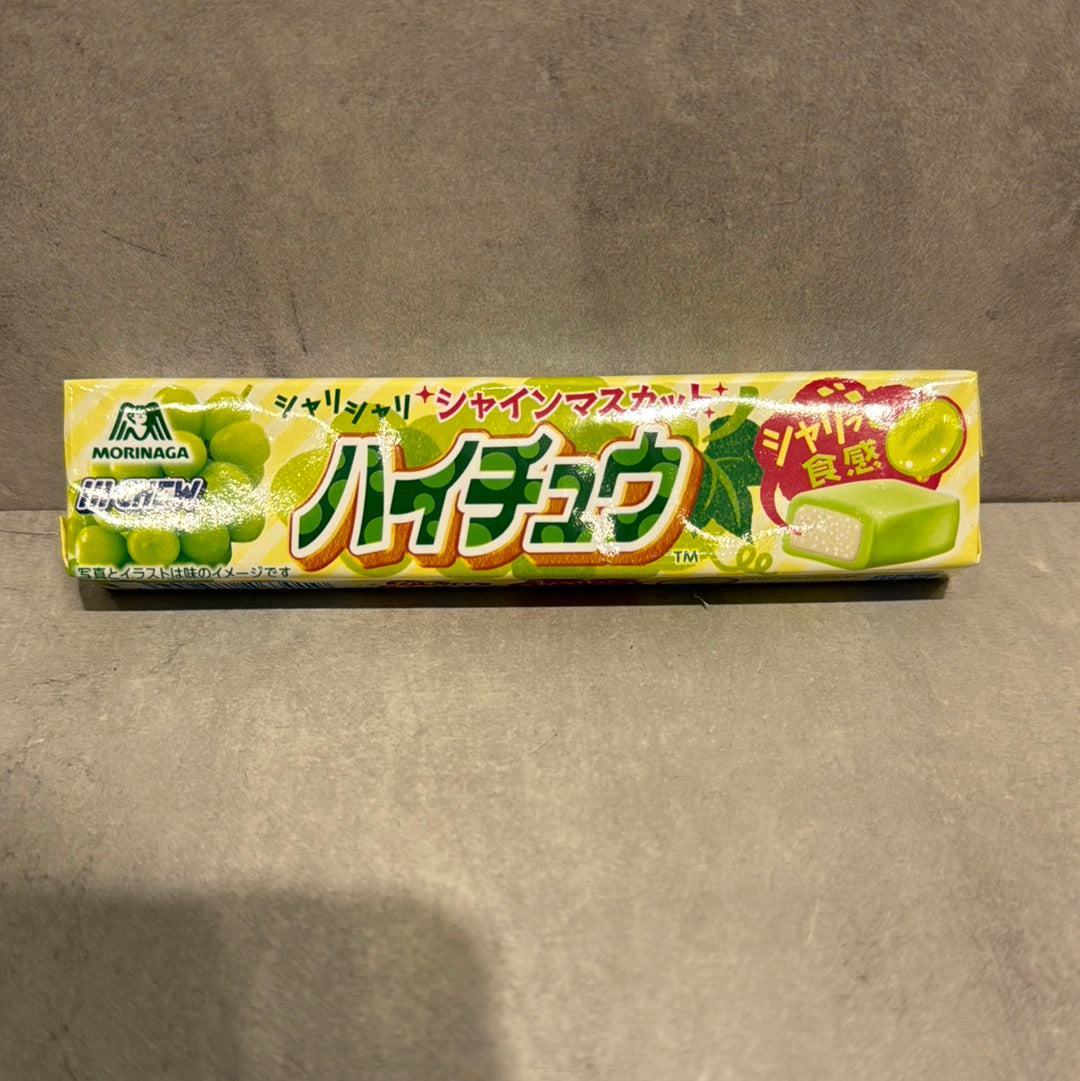 MORINAGA
HI-CHEW
シャリシャリ シャインマスカット
ハイチュウ
TM
シャリッ
食感
写真とイラストは味のイメージです